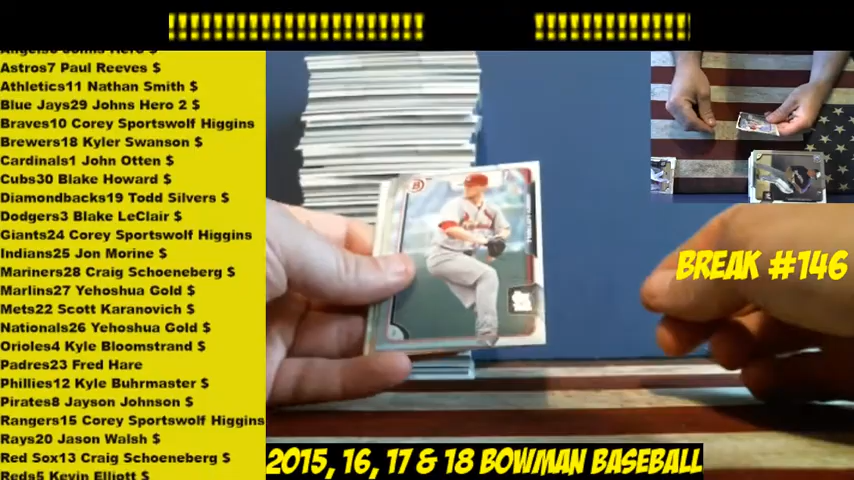 Astros7 Paul Reeves $
Athletics11 Nathan Smith $
Blue Jays29 Johns Hero 2 $
Braves10 Corey Sportswolf Higgins
Brewers18 Kyler Swanson $
Cardinals1 John Otten $
Cubs30 Blake Howard $
Diamondbacks19 Todd Silvers $
Dodgers3 Blake LeClair $
Giants24 Corey Sportswolf Higgins
Indians25 Jon Morine $
Mariners28 Craig Schoeneberg $
Marlins27 Yehoshua Gold $
Mets22 Scott Karanovich $
Nationals26 Yehoshua Gold $
Orioles4 Kyle Bloomstrand $
Padres23 Fred Hare
Phillies12 Kyle Buhrmaster $
Pirates8 Jayson Johnson $
Rangers15 Corey Sportswolf Higgins
Rays20 Jason Walsh $
Red Sox13 Craig Schoeneberg $
Reds5 Kevin Elliott $
BREAK #146
2015, 16, 17 & 18 BOWMAN BASEBALL